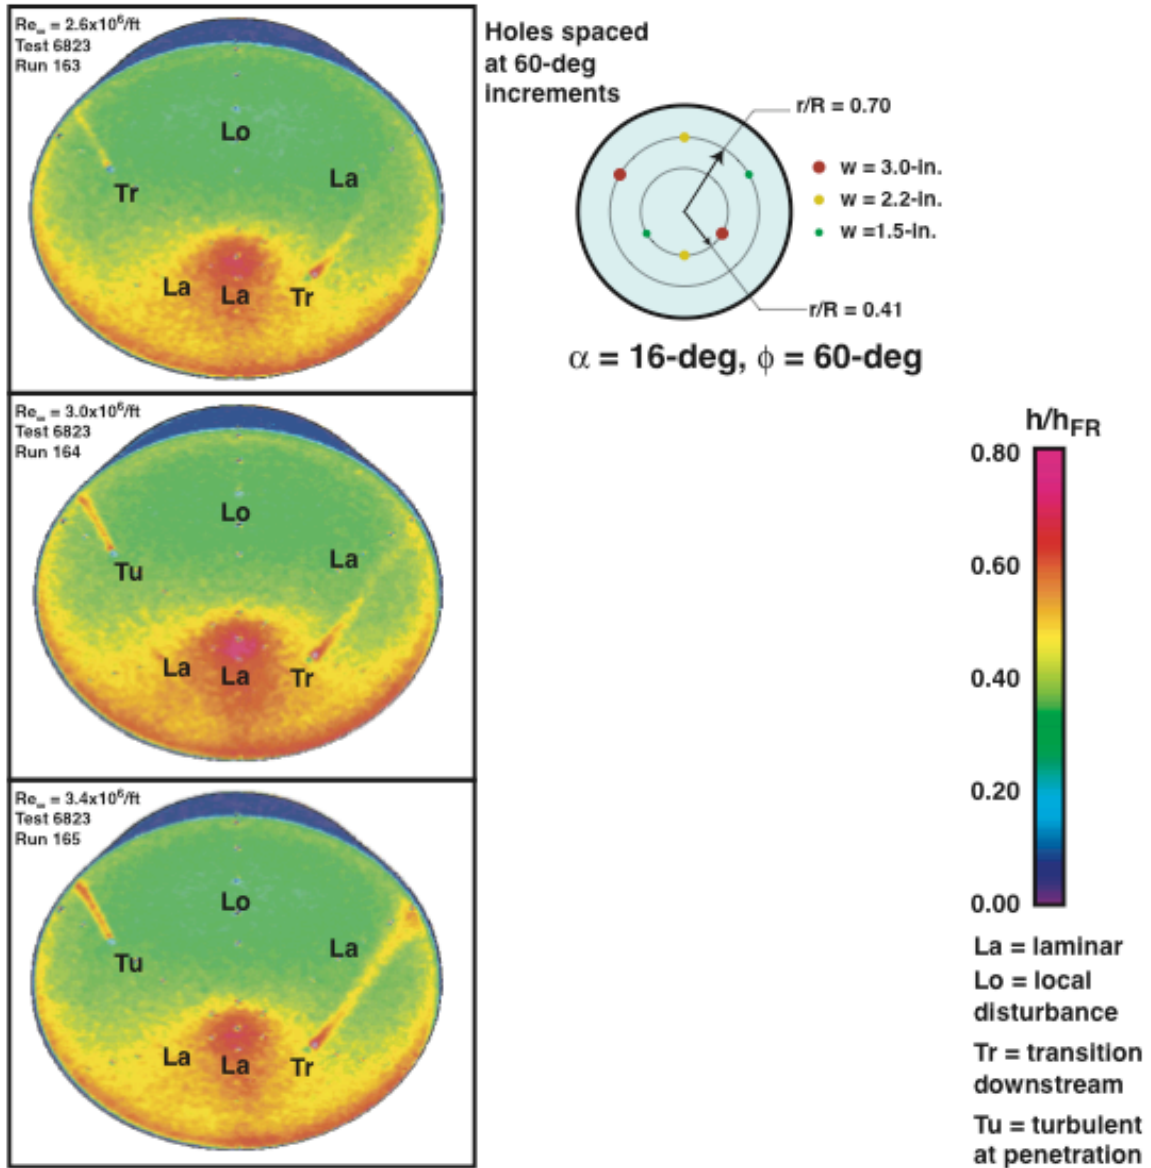 Re∞ = 2.6x10⁶/ft
Test 6823
Run 163
Lo
La
Tr
La
La
Tr
Holes spaced
at 60-deg
increments
r/R = 0.70
w = 3.0-in.
w = 2.2-in.
w =1.5-in.
r/R = 0.41
α = 16-deg, ϕ = 60-deg
Re∞ = 3.0x10⁶/ft
Test 6823
Run 164
Lo
La
Tu
La
La
Tr
Re∞ = 3.4x10⁶/ft
Test 6823
Run 165
Lo
La
Tu
La
La
Tr
h/hFR
0.80
0.60
0.40
0.20
0.00
La = laminar
Lo = local
disturbance
Tr = transition
downstream
Tu = turbulent
at penetration